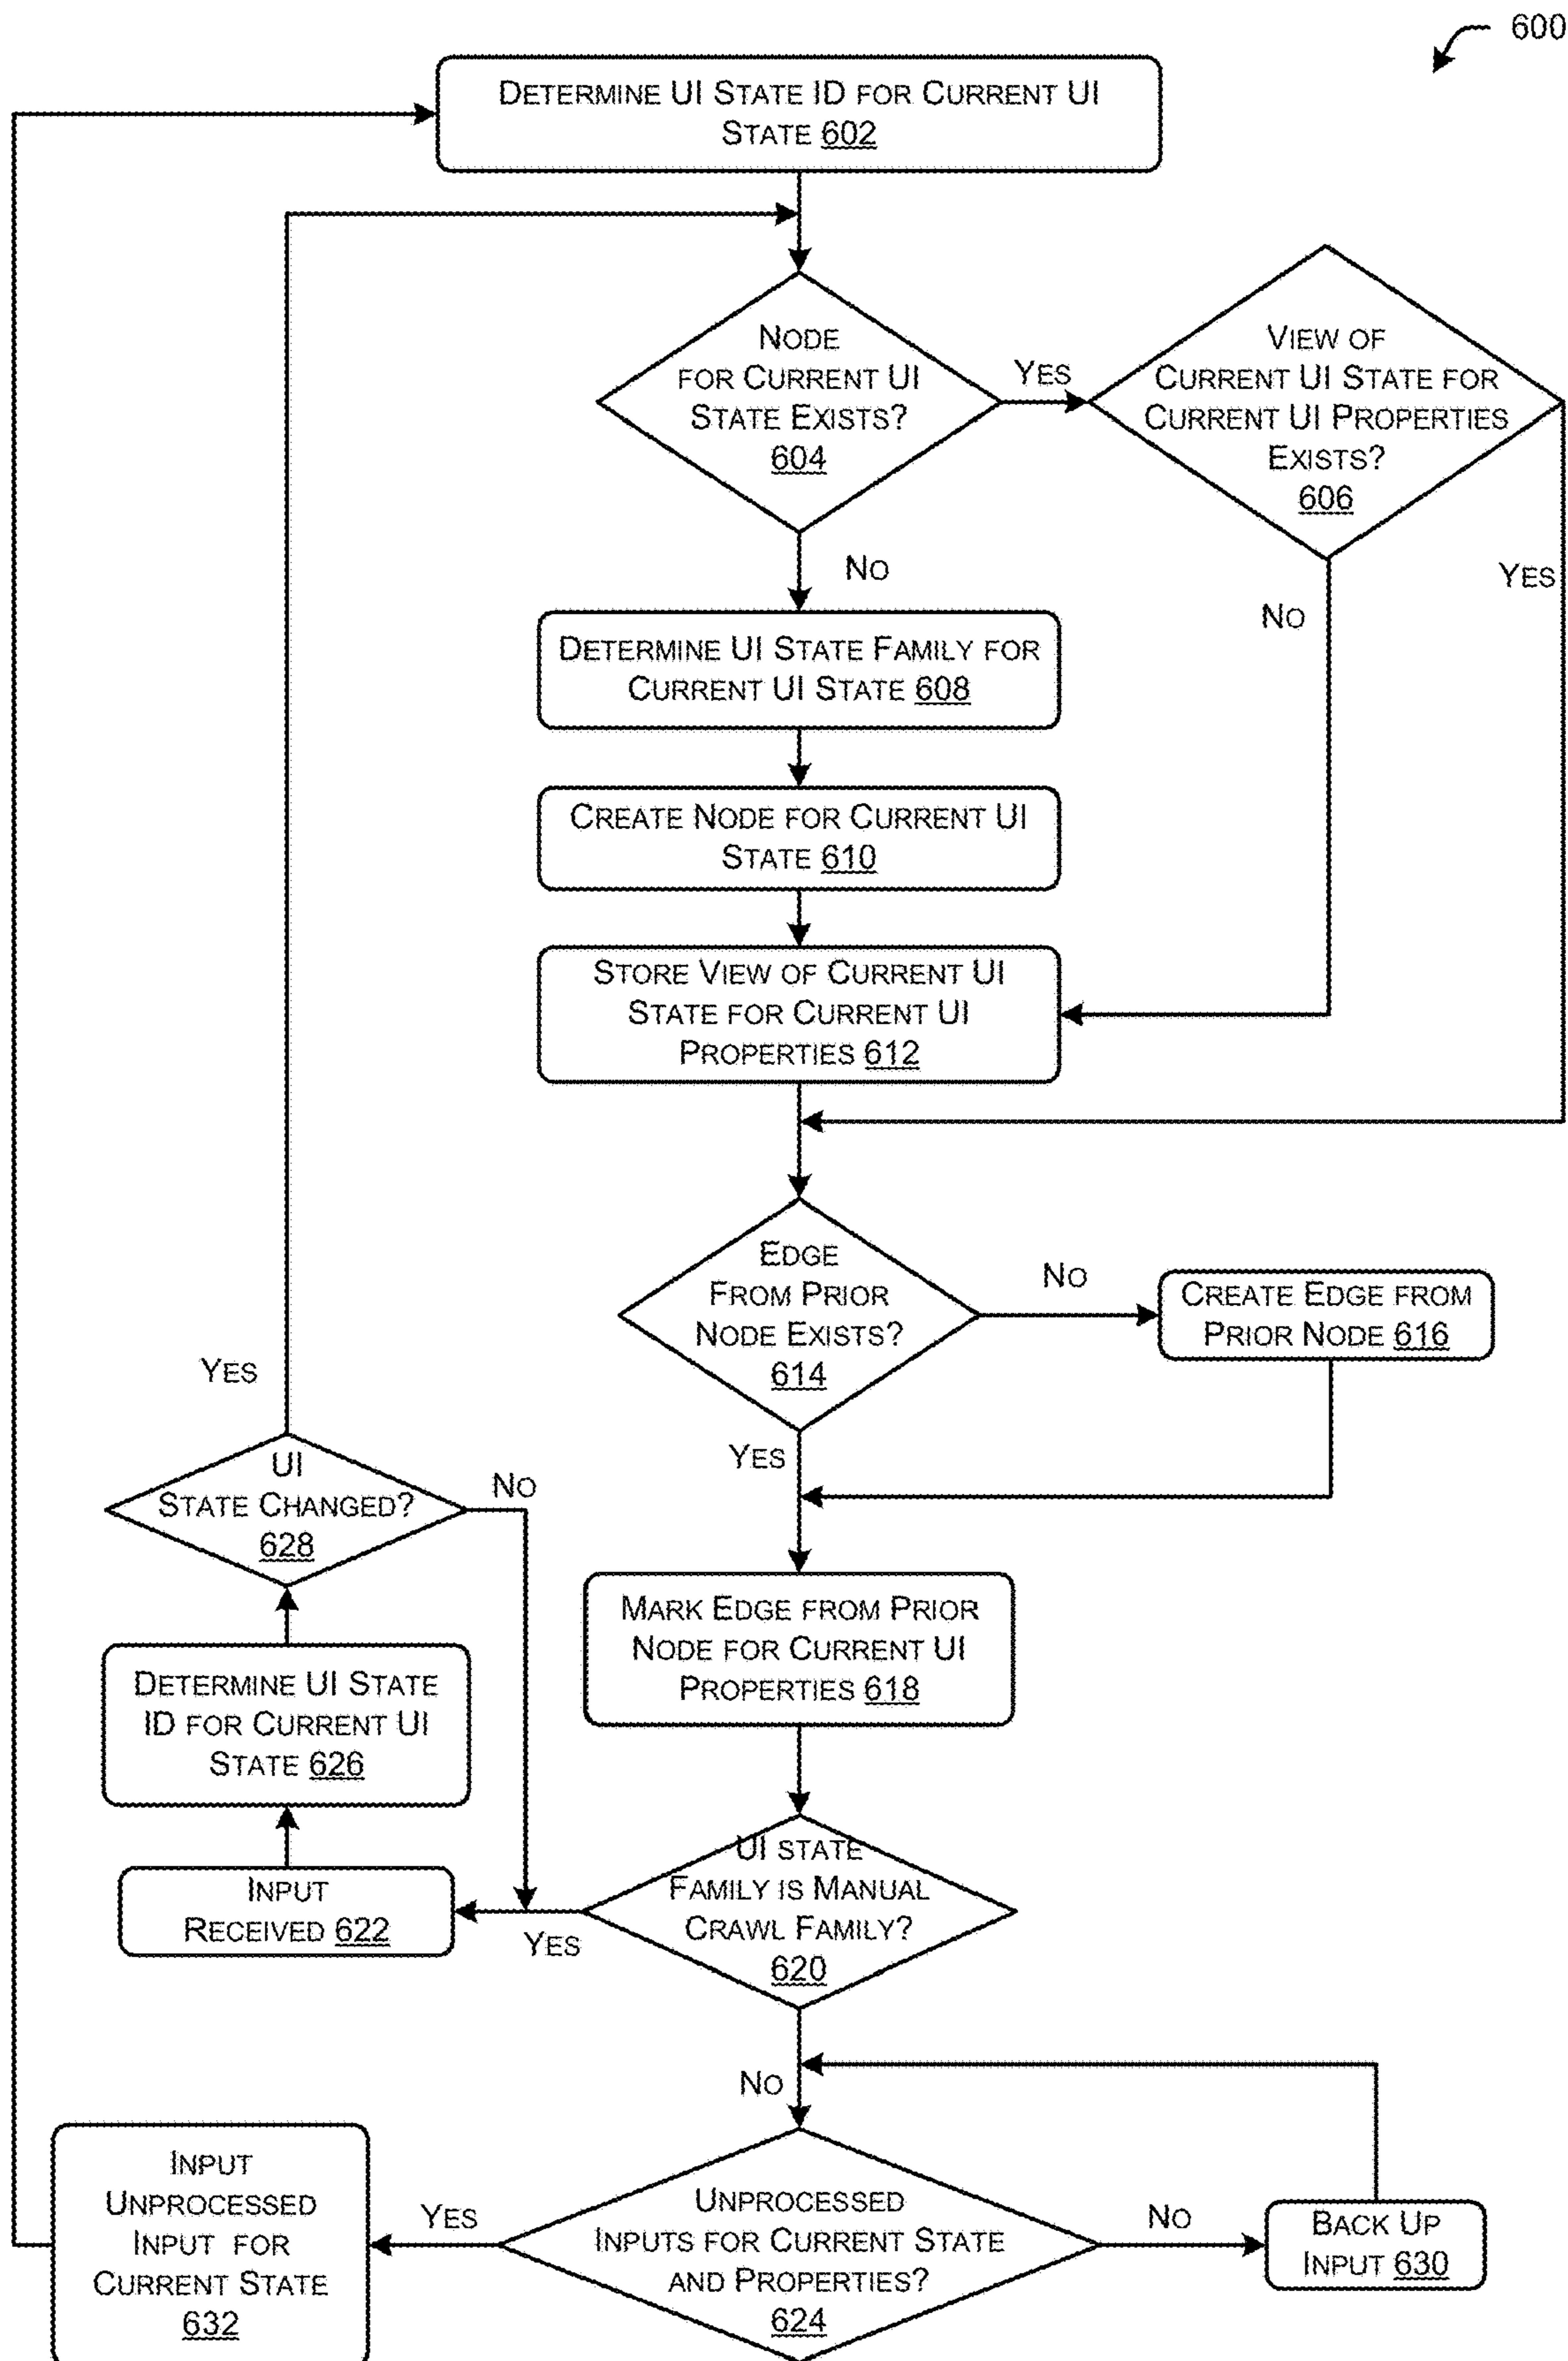 600
DETERMINE UI STATE ID FOR CURRENT UI
STATE 602
NODE
FOR CURRENT UI
STATE EXISTS?
604
YES
VIEW OF
CURRENT UI STATE FOR
CURRENT UI PROPERTIES
EXISTS?
606
NO
NO
YES
DETERMINE UI STATE FAMILY FOR
CURRENT UI STATE 608
CREATE NODE FOR CURRENT UI
STATE 610
STORE VIEW OF CURRENT UI
STATE FOR CURRENT UI
PROPERTIES 612
EDGE
FROM PRIOR
NODE EXISTS?
614
NO
CREATE EDGE FROM
PRIOR NODE 616
YES
YES
UI
STATE CHANGED?
628
NO
MARK EDGE FROM PRIOR
NODE FOR CURRENT UI
PROPERTIES 618
DETERMINE UI STATE
ID FOR CURRENT UI
STATE 626
INPUT
RECEIVED 622
YES
UI STATE
FAMILY IS MANUAL
CRAWL FAMILY?
620
NO
INPUT
UNPROCESSED
INPUT FOR
CURRENT STATE
632
YES
UNPROCESSED
INPUTS FOR CURRENT STATE
AND PROPERTIES?
624
NO
BACK UP
INPUT 630